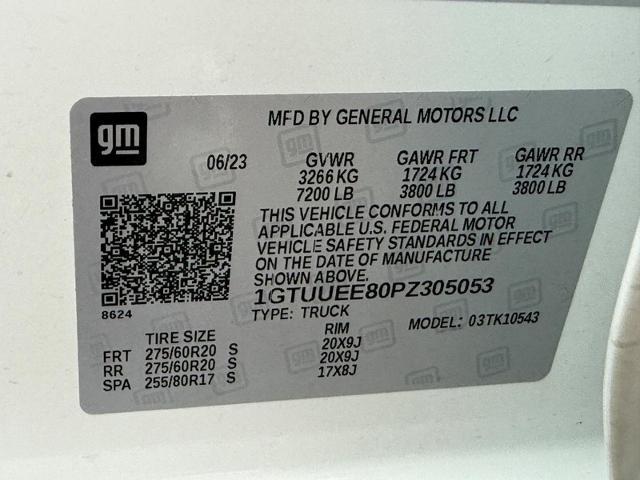 gm
MFD BY GENERAL MOTORS LLC
06/23 GVWR GAWR FRT GAWR RR
3266 KG 1724 KG 1724 KG
7200 LB 3800 LB 3800 LB
THIS VEHICLE CONFORMS TO ALL
APPLICABLE U.S. FEDERAL MOTOR
VEHICLE SAFETY STANDARDS IN EFFECT
ON THE DATE OF MANUFACTURE
SHOWN ABOVE.
1GTUUEE80PZ305053
8624
TYPE: TRUCK MODEL: 03TK10543
TIRE SIZE RIM
FRT 275/60R20 S 20X9J
RR 275/60R20 S 20X9J
SPA 255/80R17 S 17X8J